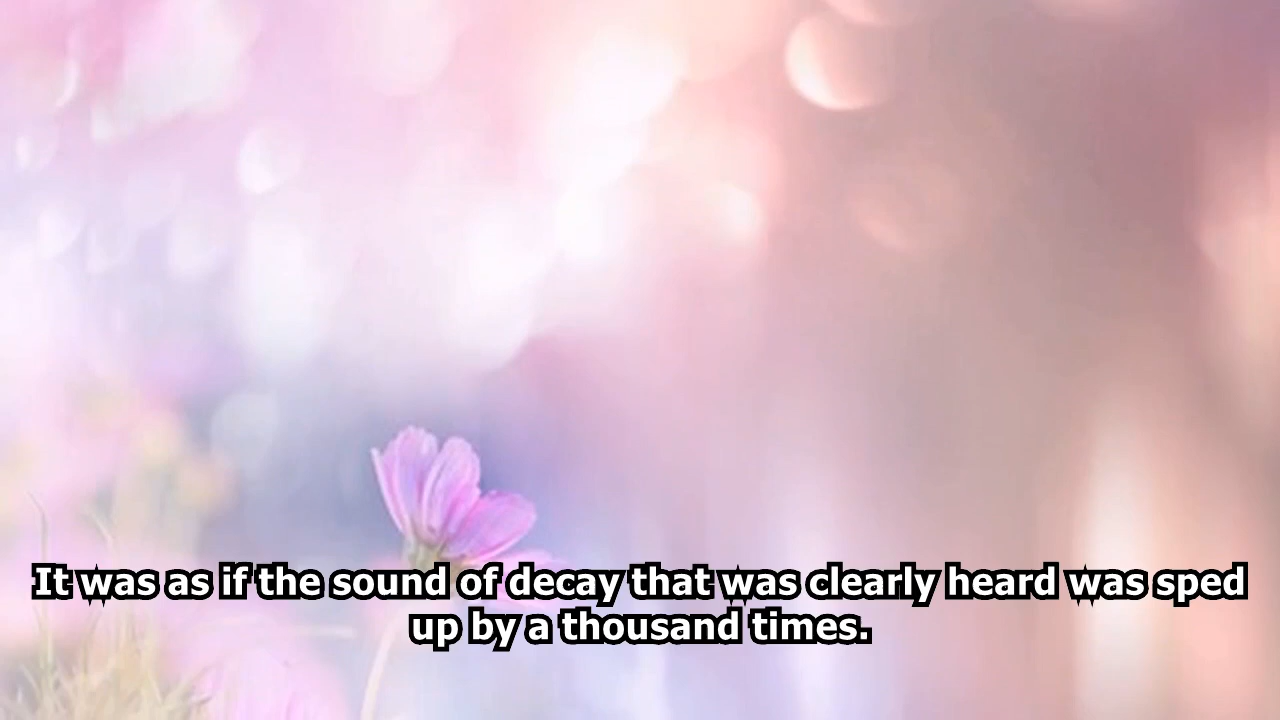 It was as if the sound of decay that was clearly heard was sped
up by a thousand times.